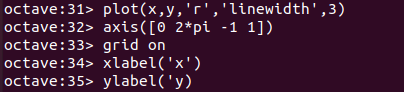 octave:31> plot(x,y,'r','linewidth',3)
octave:32> axis([0 2*pi -1 1])
octave:33> grid on
octave:34> xlabel('x')
octave:35> ylabel('y)